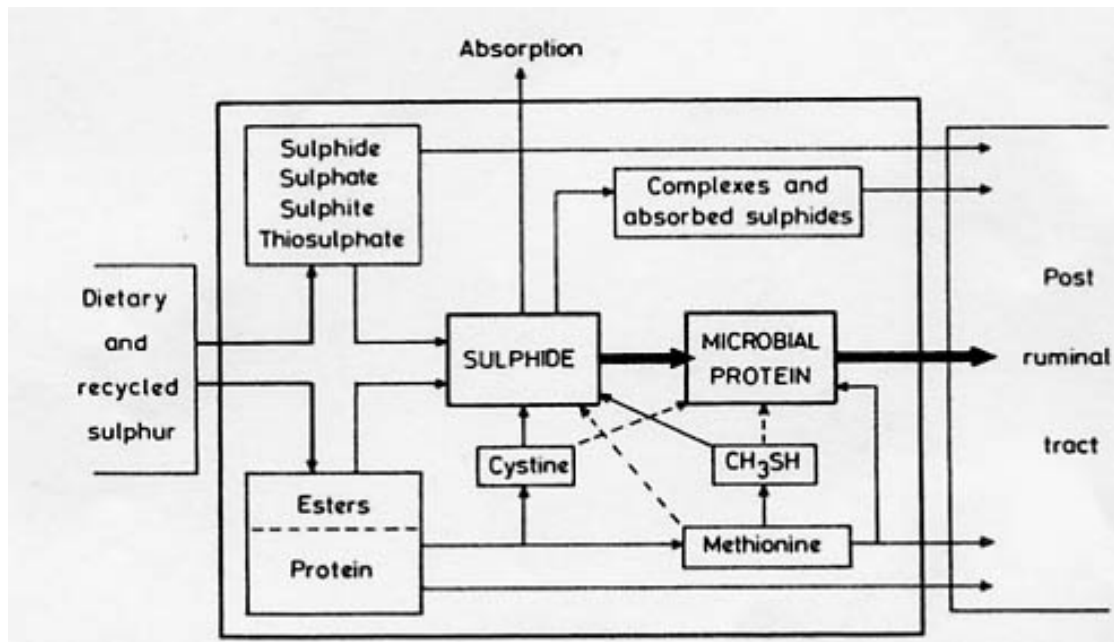 Absorption
Sulphide
Sulphate
Sulphite
Thiosulphate
Complexes and
absorbed sulphides
Dietary
and
recycled
sulphur
SULPHIDE
MICROBIAL
PROTEIN
Post
ruminal
tract
Cystine
CH₃SH
Esters
Protein
Methionine